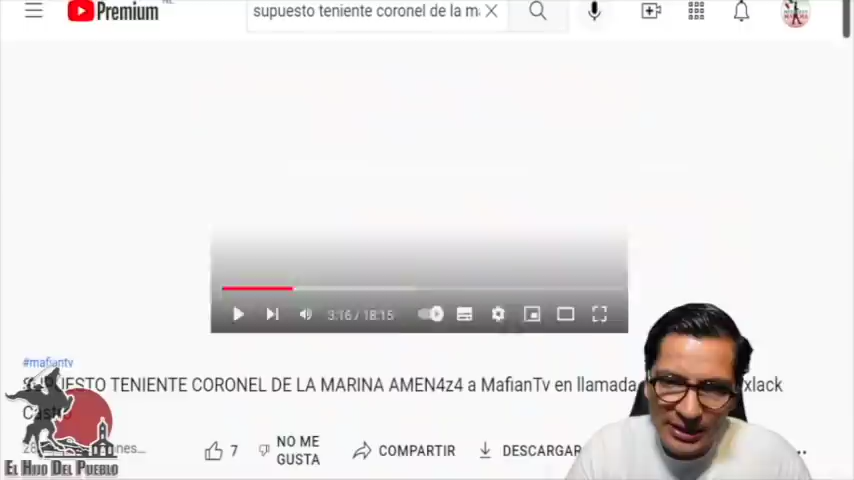 Premium
supuesto teniente coronel de la m
3:16 / 18:15
#mafiantv
SUPUESTO TENIENTE CORONEL DE LA MARINA AMEN4z4 a MafianTv en llamada
7
NO ME
GUSTA
COMPARTIR
DESCARGAR
...
EL HIJO DEL PUEBLO